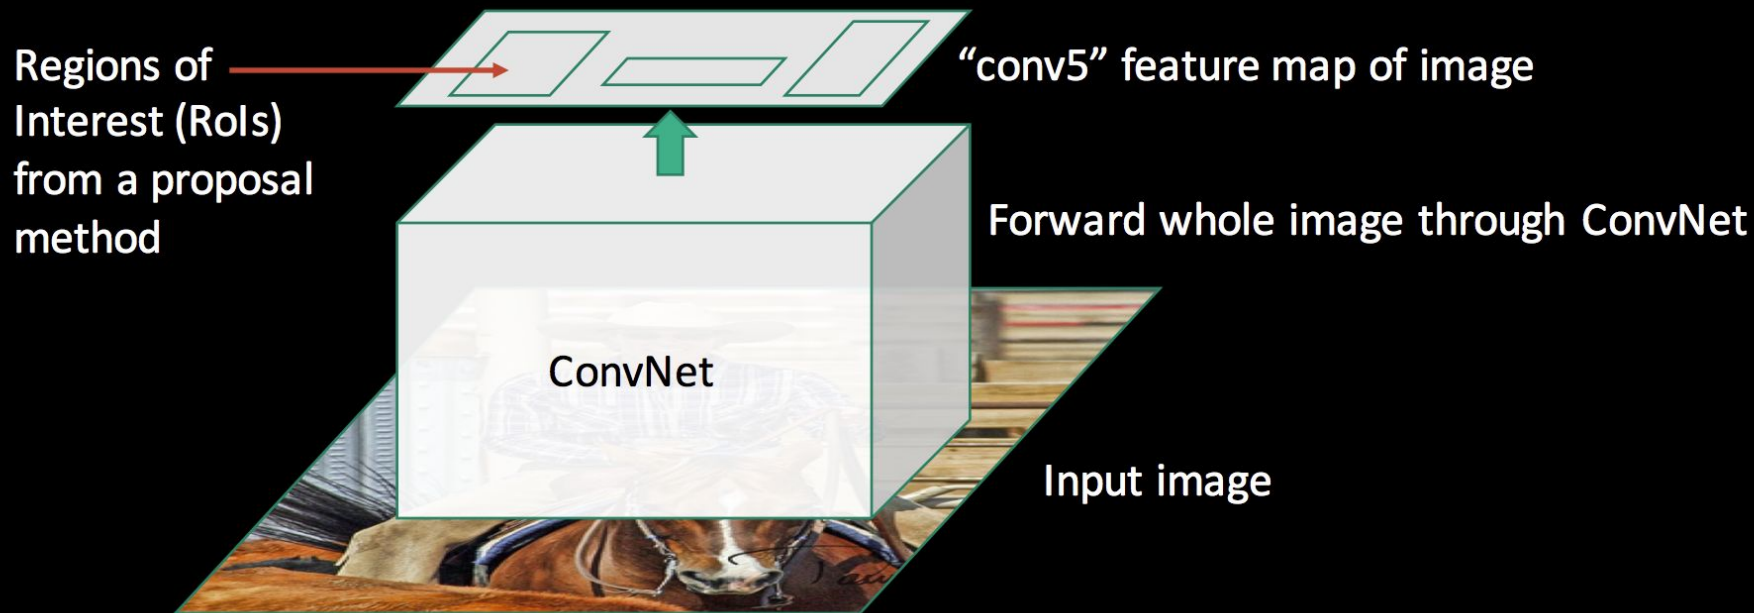 Regions of
Interest (RoIs)
from a proposal
method
“conv5” feature map of image
Forward whole image through ConvNet
ConvNet
Input image